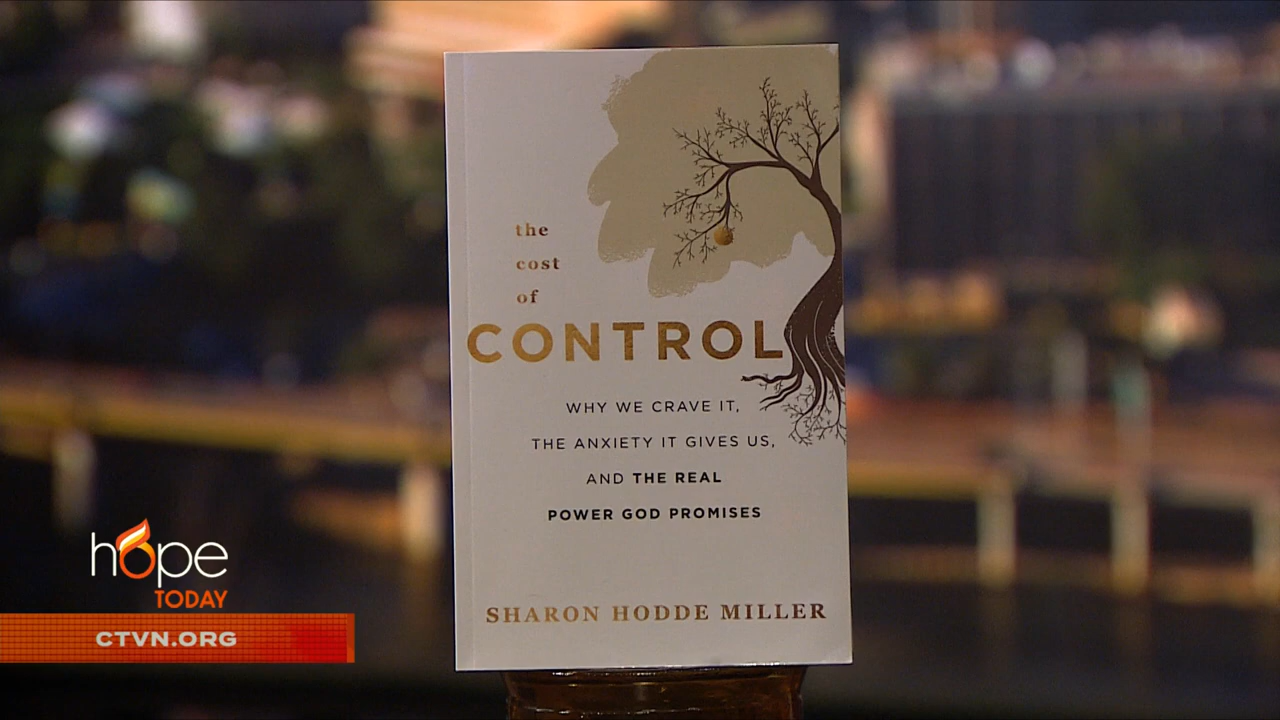 the
cost
of
CONTROL
WHY WE CRAVE IT,
THE ANXIETY IT GIVES US,
AND THE REAL
POWER GOD PROMISES
SHARON HODDE MILLER
hope
TODAY
CTVN.ORG